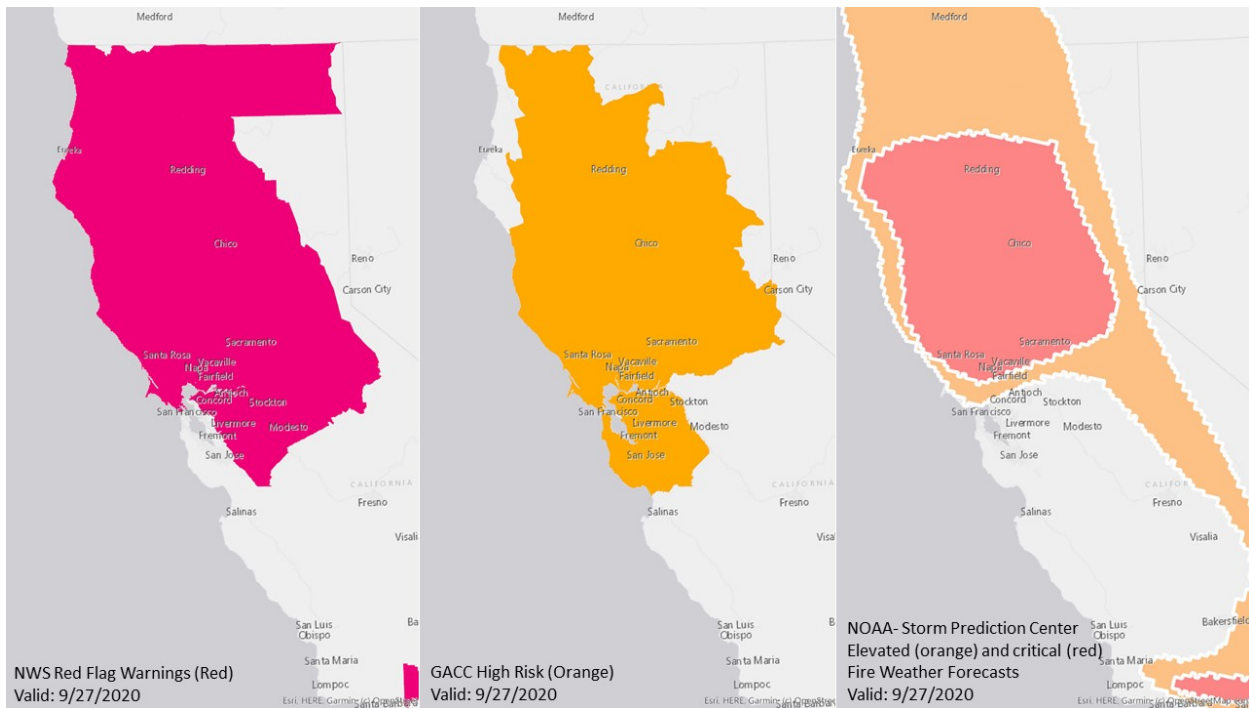 Medford
Eureka
Redding
Chico
Reno
Carson City
Sacramento
Santa Rosa
Vacaville
Napa
Fairfield
Antioch
Concord
Stockton
San Francisco
Livermore
Modesto
Fremont
San Jose
CALIFORNIA
Fresno
Salinas
San Luis
Obispo
Santa Maria
Lompoc
NWS Red Flag Warnings (Red)
Valid: 9/27/2020
Medford
CALIFORNIA
Eureka
Redding
Chico
Reno
Carson City
Sacramento
Santa Rosa
Vacaville
Napa
Fairfield
Antioch
Concord
Stockton
San Francisco
Livermore
Modesto
Fremont
San Jose
CALIFORNIA
Fresno
Salinas
San Luis
Obispo
Santa Maria
Lompoc
GACC High Risk (Orange)
Valid: 9/27/2020
Medford
Eureka
Redding
Chico
Reno
Carson City
Sacramento
Santa Rosa
Vacaville
Napa
Fairfield
Antioch
Concord
Stockton
San Francisco
Livermore
Modesto
Fremont
San Jose
CALIFORNIA
Fresno
Salinas
Visalia
Bakersfield
San Luis
Obispo
Santa Maria
Lompoc
NOAA- Storm Prediction Center
Elevated (orange) and critical (red)
Fire Weather Forecasts
Valid: 9/27/2020